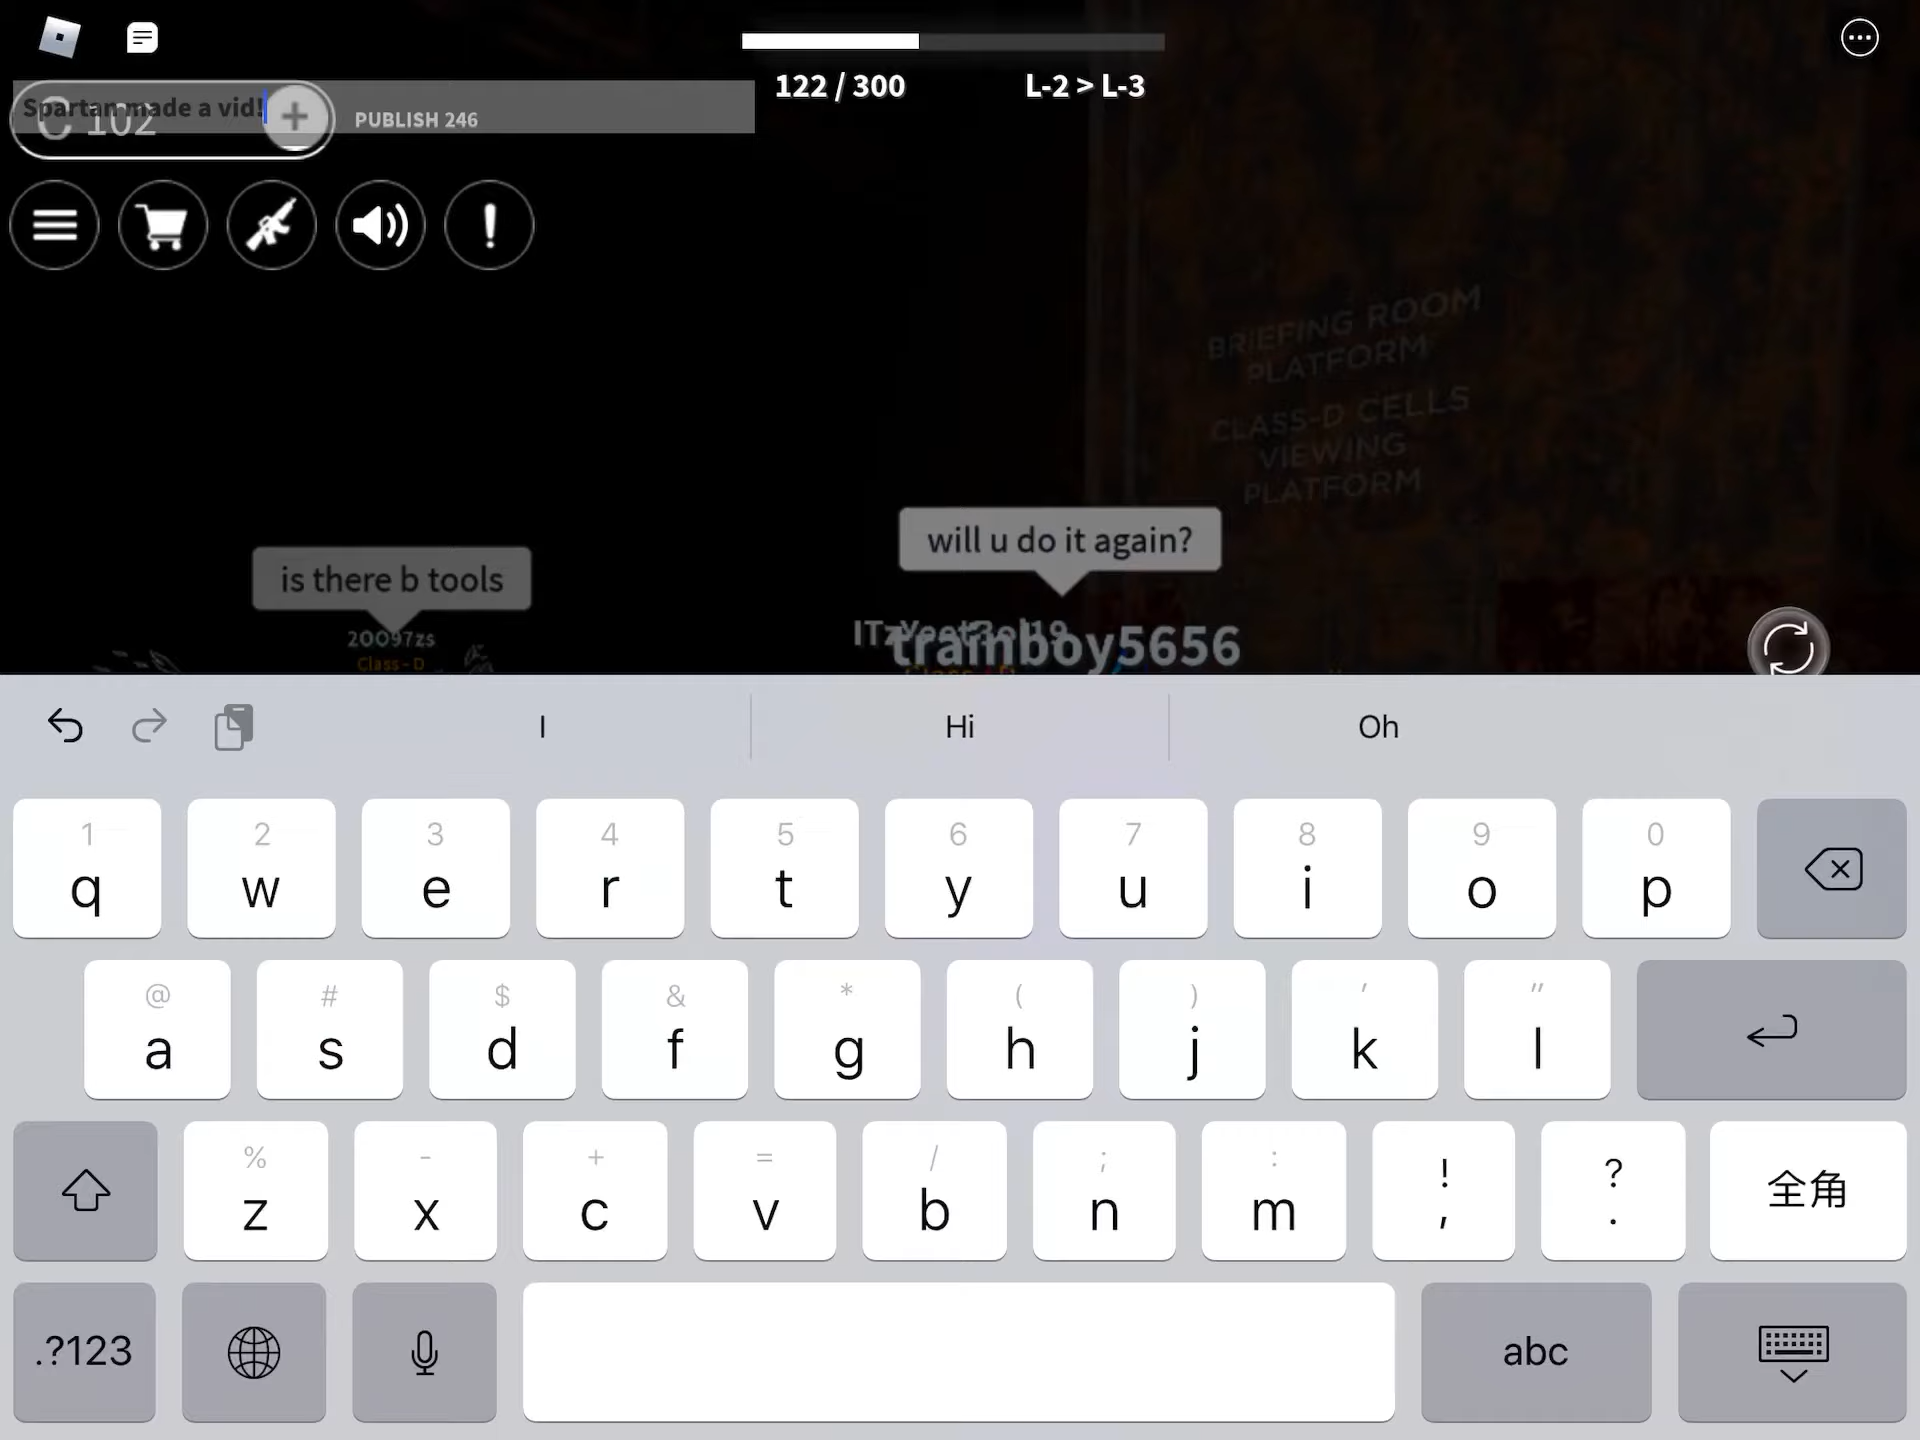 122 / 300
L-2 > L-3
Spartan made a vid!
C 102
+
PUBLISH 246
!
BRIEFING ROOM
PLATFORM
CLASS-D CELLS
VIEWING
PLATFORM
will u do it again?
is there b tools
20097zs
Class - D
trainboy5656
I
Hi
Oh
1 2 3 4 5 6 7 8 9 0
q w e r t y u i o p
@ # $ & * ( ) ' "
a s d f g h j k l
% - + = / ; : ! ?
z x c v b n m , . 全角
.?123
abc